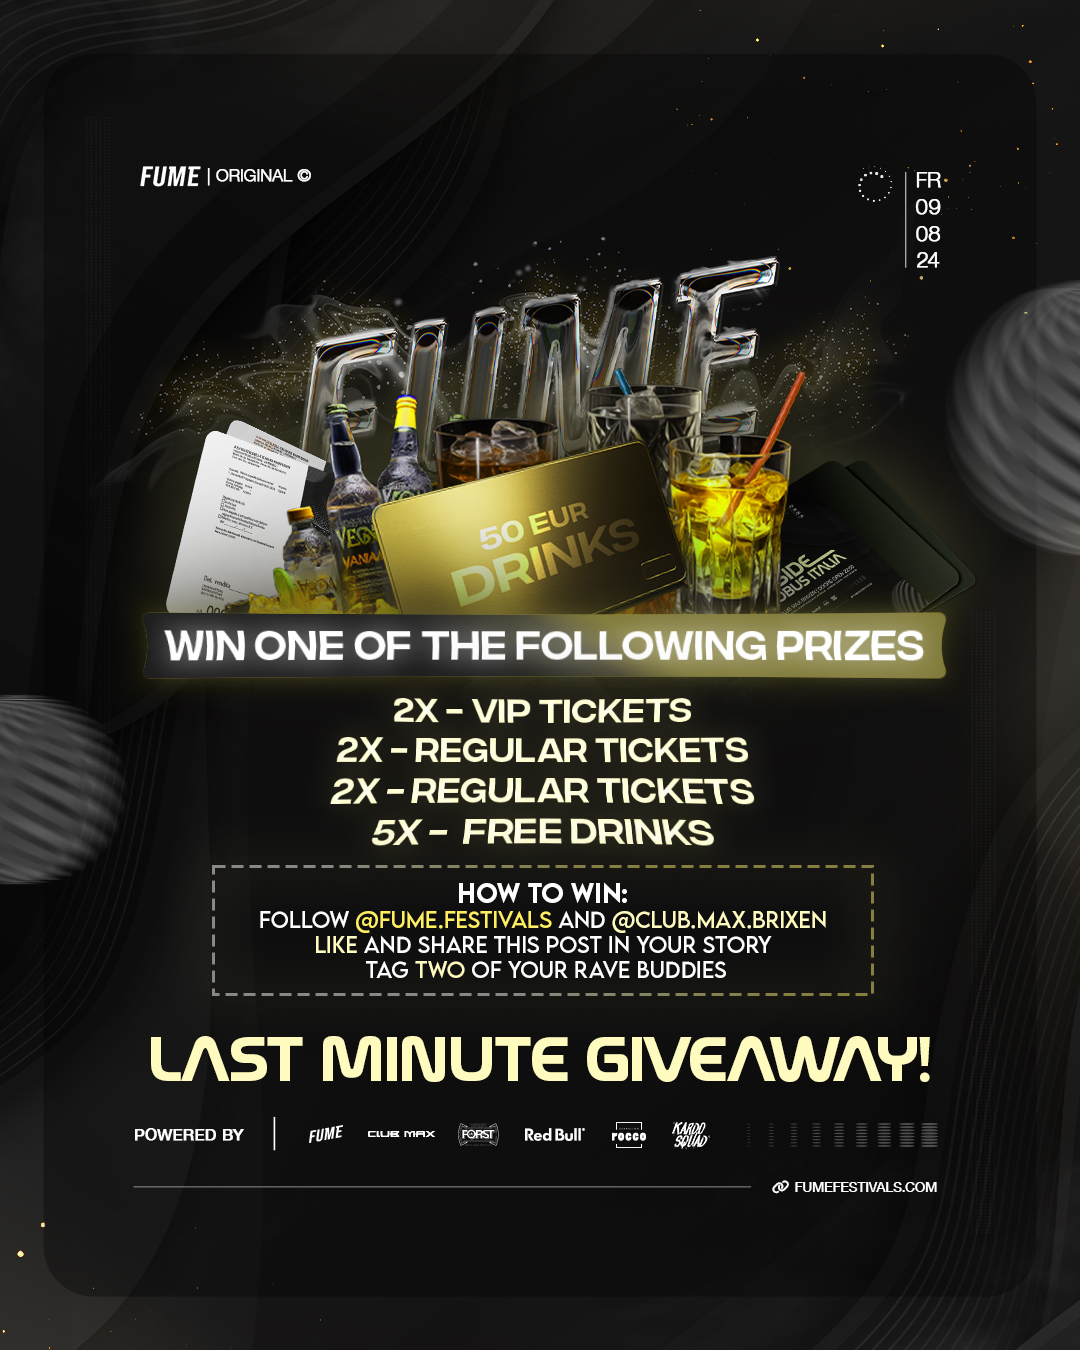 FUME | ORIGINAL ©
FR
09
08
24
FUME
50 EUR
DRINKS
WIN ONE OF THE FOLLOWING PRIZES
2X - VIP TICKETS
2X - REGULAR TICKETS
2X - REGULAR TICKETS
5X - FREE DRINKS
HOW TO WIN:
FOLLOW @FUME.FESTIVALS AND @CLUB.MAX.BRIXEN
LIKE AND SHARE THIS POST IN YOUR STORY
TAG TWO OF YOUR RAVE BUDDIES
LAST MINUTE GIVEAWAY!
POWERED BY
FUME
CLUB MAX
FORST
Red Bull
rocco
KARDO
SQUAD
FUMEFESTIVALS.COM